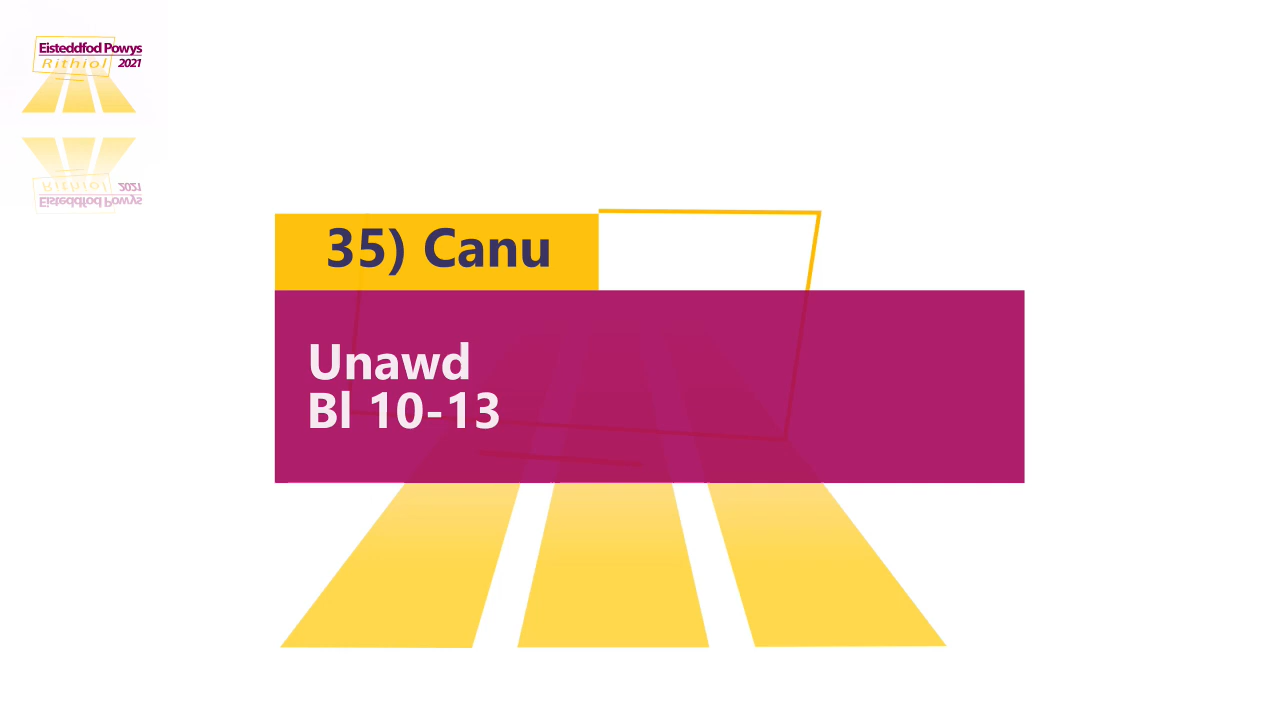 Eisteddfod Powys
Rithiol 2021
35) Canu
Unawd
Bl 10-13